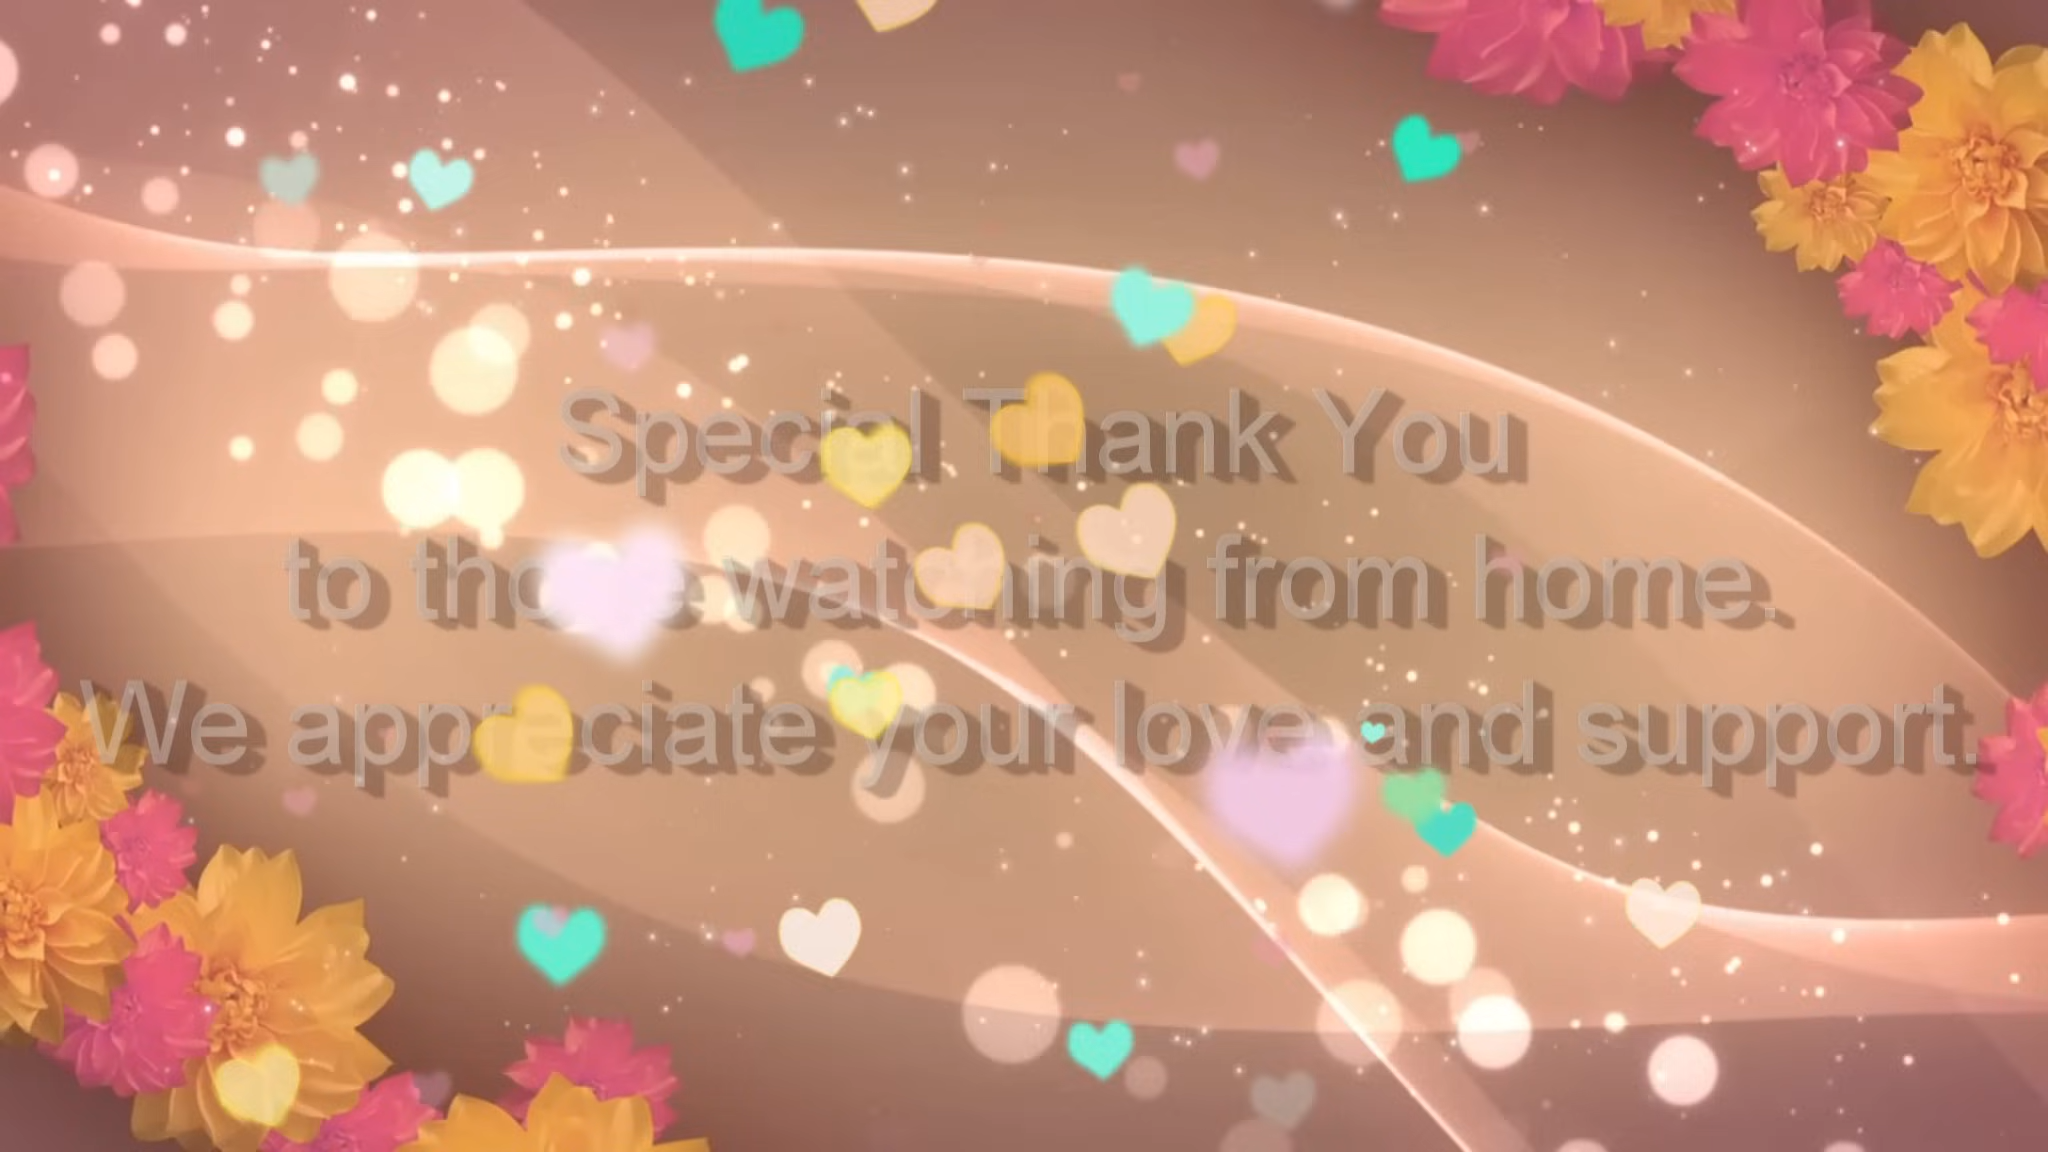 Special Thank You
to those watching from home.
We appreciate your love and support.